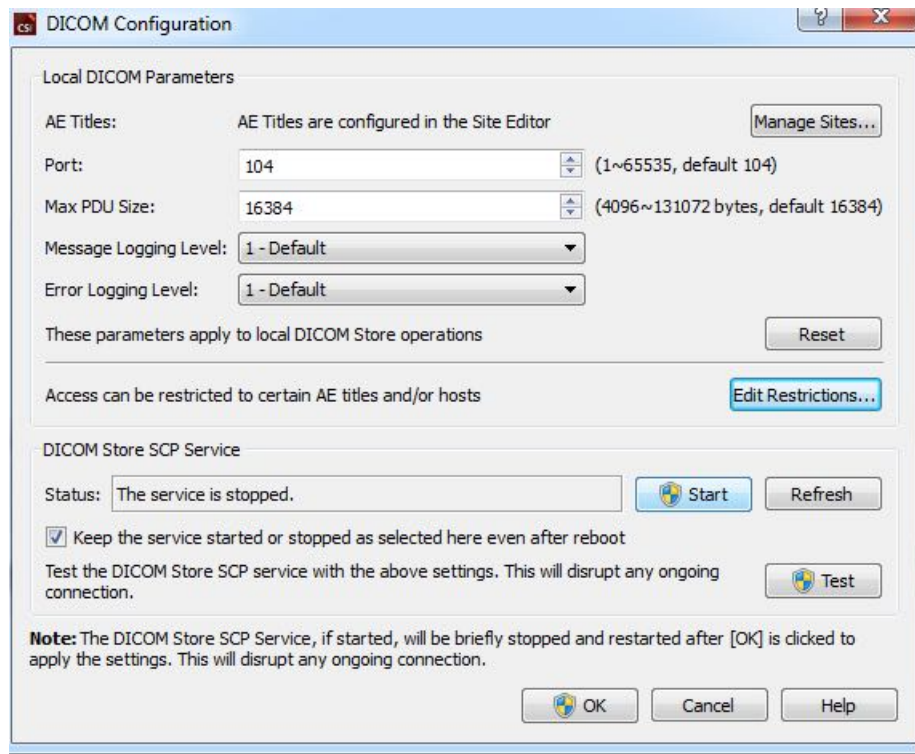 CSI DICOM Configuration ?
Local DICOM Parameters
AE Titles: AE Titles are configured in the Site Editor Manage Sites...
Port: 104 (1~65535, default 104)
Max PDU Size: 16384 (4096~131072 bytes, default 16384)
Message Logging Level: 1 - Default
Error Logging Level: 1 - Default
These parameters apply to local DICOM Store operations Reset
Access can be restricted to certain AE titles and/or hosts Edit Restrictions...
DICOM Store SCP Service
Status: The service is stopped. Start Refresh
Keep the service started or stopped as selected here even after reboot
Test the DICOM Store SCP service with the above settings. This will disrupt any ongoing
connection. Test
Note: The DICOM Store SCP Service, if started, will be briefly stopped and restarted after [OK] is clicked to
apply the settings. This will disrupt any ongoing connection.
OK Cancel Help